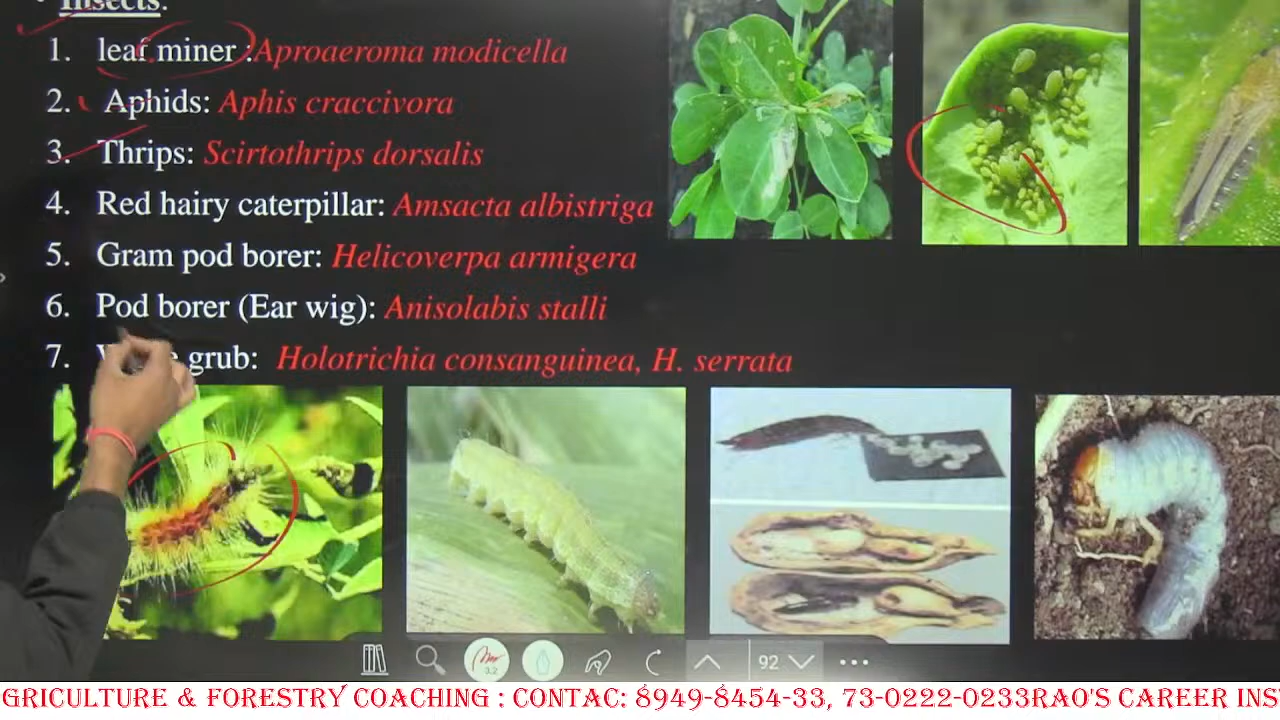 • Insects:
1. leaf miner :Aproaeroma modicella
2. Aphids: Aphis craccivora
3. Thrips: Scirtothrips dorsalis
4. Red hairy caterpillar: Amsacta albistriga
5. Gram pod borer: Helicoverpa armigera
6. Pod borer (Ear wig): Anisolabis stalli
7. grub: Holotrichia consanguinea, H. serrata
3.2
92
GRICULTURE & FORESTRY COACHING : CONTAC: 8949-8454-33, 73-0222-0233RAO'S CAREER INS